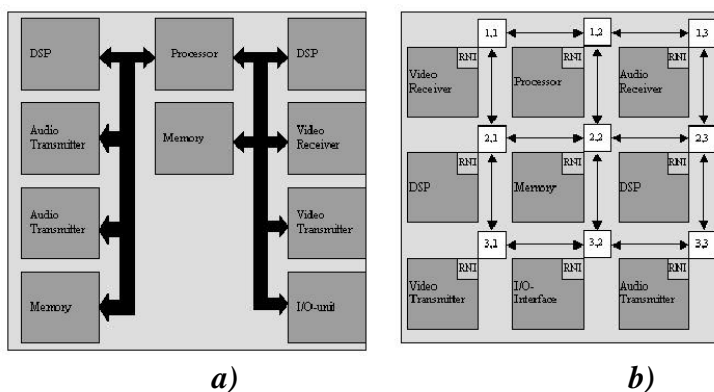 DSP
Processor
DSP
Audio
Transmitter
Memory
Video
Receiver
Audio
Transmitter
Video
Transmitter
Memory
I/O-unit
a)
1,1
1,2
1,3
RNI
RNI
RNI
Video
Receiver
Processor
Audio
Receiver
2,1
2,2
2,3
RNI
RNI
RNI
DSP
Memory
DSP
3,1
3,2
3,3
RNI
RNI
RNI
Video
Transmitter
I/O-
Interface
Audio
Transmitter
b)